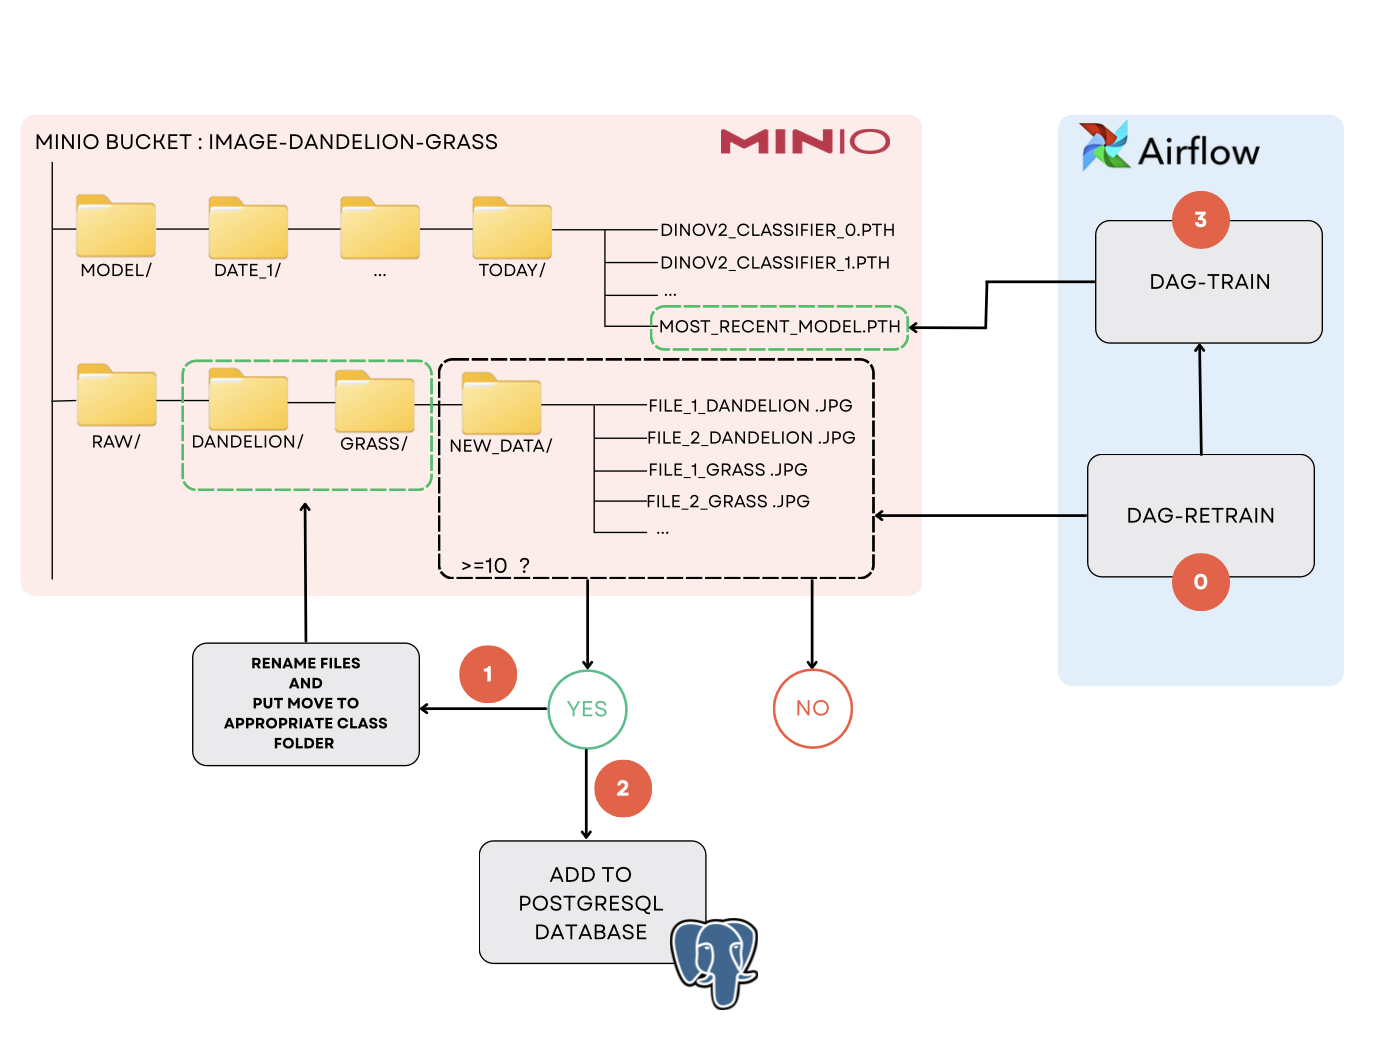 MINIO BUCKET : IMAGE-DANDELION-GRASS
MINIO
Airflow
3
DAG-TRAIN
MODEL/
DATE_1/
...
TODAY/
DINOV2_CLASSIFIER_0.PTH
DINOV2_CLASSIFIER_1.PTH
...
MOST_RECENT_MODEL.PTH
RAW/
DANDELION/
GRASS/
NEW_DATA/
FILE_1_DANDELION .JPG
FILE_2_DANDELION .JPG
FILE_1_GRASS .JPG
FILE_2_GRASS .JPG
...
>=10 ?
DAG-RETRAIN
0
RENAME FILES
AND
PUT MOVE TO
APPROPRIATE CLASS
FOLDER
1
YES
NO
2
ADD TO
POSTGRESQL
DATABASE